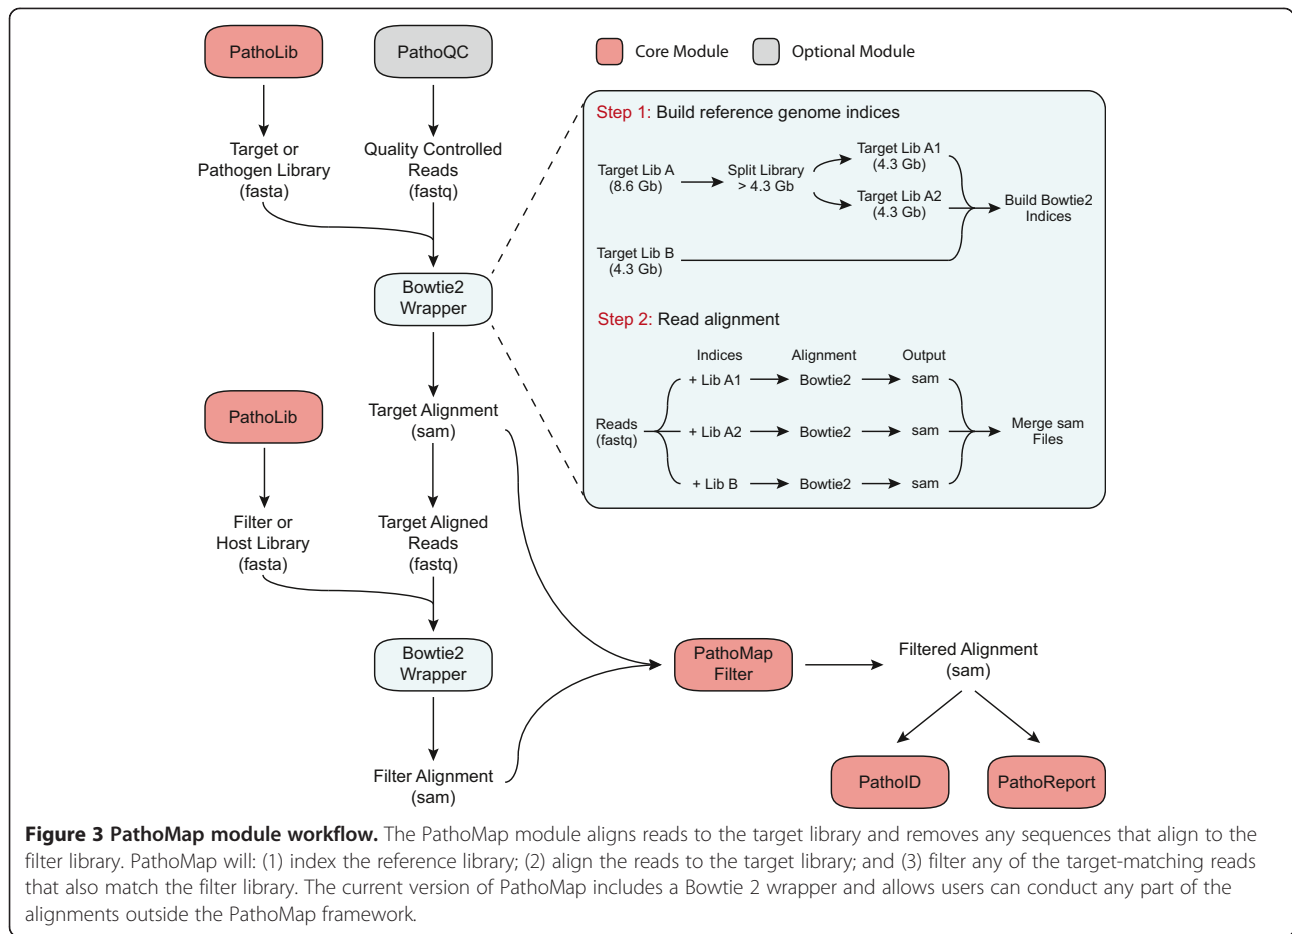 PathoLib
PathoQC
Core Module
Optional Module
Target or
Pathogen Library
(fasta)
Quality Controlled
Reads
(fastq)
Bowtie2
Wrapper
Step 1: Build reference genome indices
Target Lib A
(8.6 Gb)
Split Library
> 4.3 Gb
Target Lib A1
(4.3 Gb)
Target Lib A2
(4.3 Gb)
Build Bowtie2
Indices
Target Lib B
(4.3 Gb)
Step 2: Read alignment
Indices
Alignment
Output
+ Lib A1
Bowtie2
sam
Reads
(fastq)
+ Lib A2
Bowtie2
sam
Merge sam
Files
+ Lib B
Bowtie2
sam
PathoLib
Target Alignment
(sam)
Filter or
Host Library
(fasta)
Target Aligned
Reads
(fastq)
Bowtie2
Wrapper
PathoMap
Filter
Filtered Alignment
(sam)
Filter Alignment
(sam)
PathoID
PathoReport
Figure 3 PathoMap module workflow. The PathoMap module aligns reads to the target library and removes any sequences that align to the
filter library. PathoMap will: (1) index the reference library; (2) align the reads to the target library; and (3) filter any of the target-matching reads
that also match the filter library. The current version of PathoMap includes a Bowtie 2 wrapper and allows users can conduct any part of the
alignments outside the PathoMap framework.